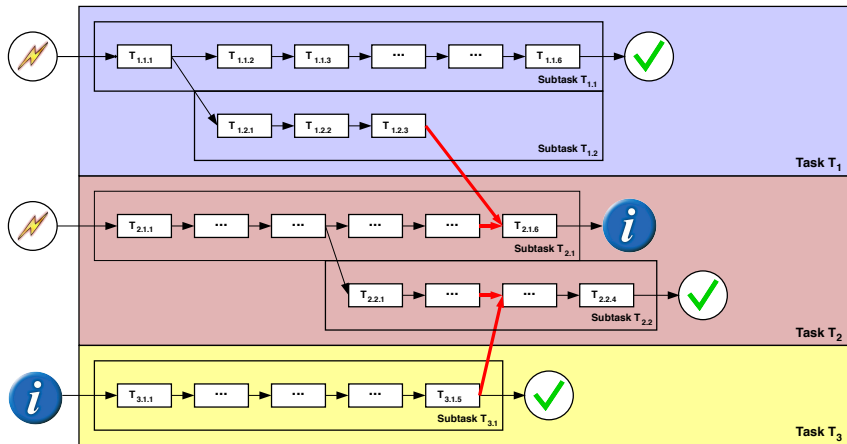 T1.1.1 T1.1.2 T1.1.3 ... ... T1.1.6
Subtask T1.1
T1.2.1 T1.2.2 T1.2.3
Subtask T1.2
Task T1
T2.1.1 ... ... ... ... T2.1.6
Subtask T2.1
T2.2.1 ... ... T2.2.4
Subtask T2.2
Task T2
i
i
T3.1.1 ... ... ... T3.1.5
Subtask T3.1
Task T3